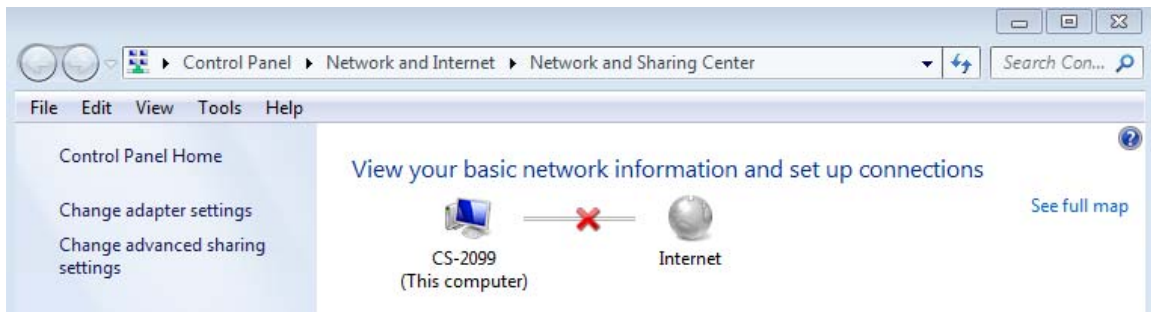 Control Panel Network and Internet Network and Sharing Center Search Con...
File Edit View Tools Help
Control Panel Home
Change adapter settings
Change advanced sharing
settings
View your basic network information and set up connections
See full map
CS-2099
(This computer)
Internet